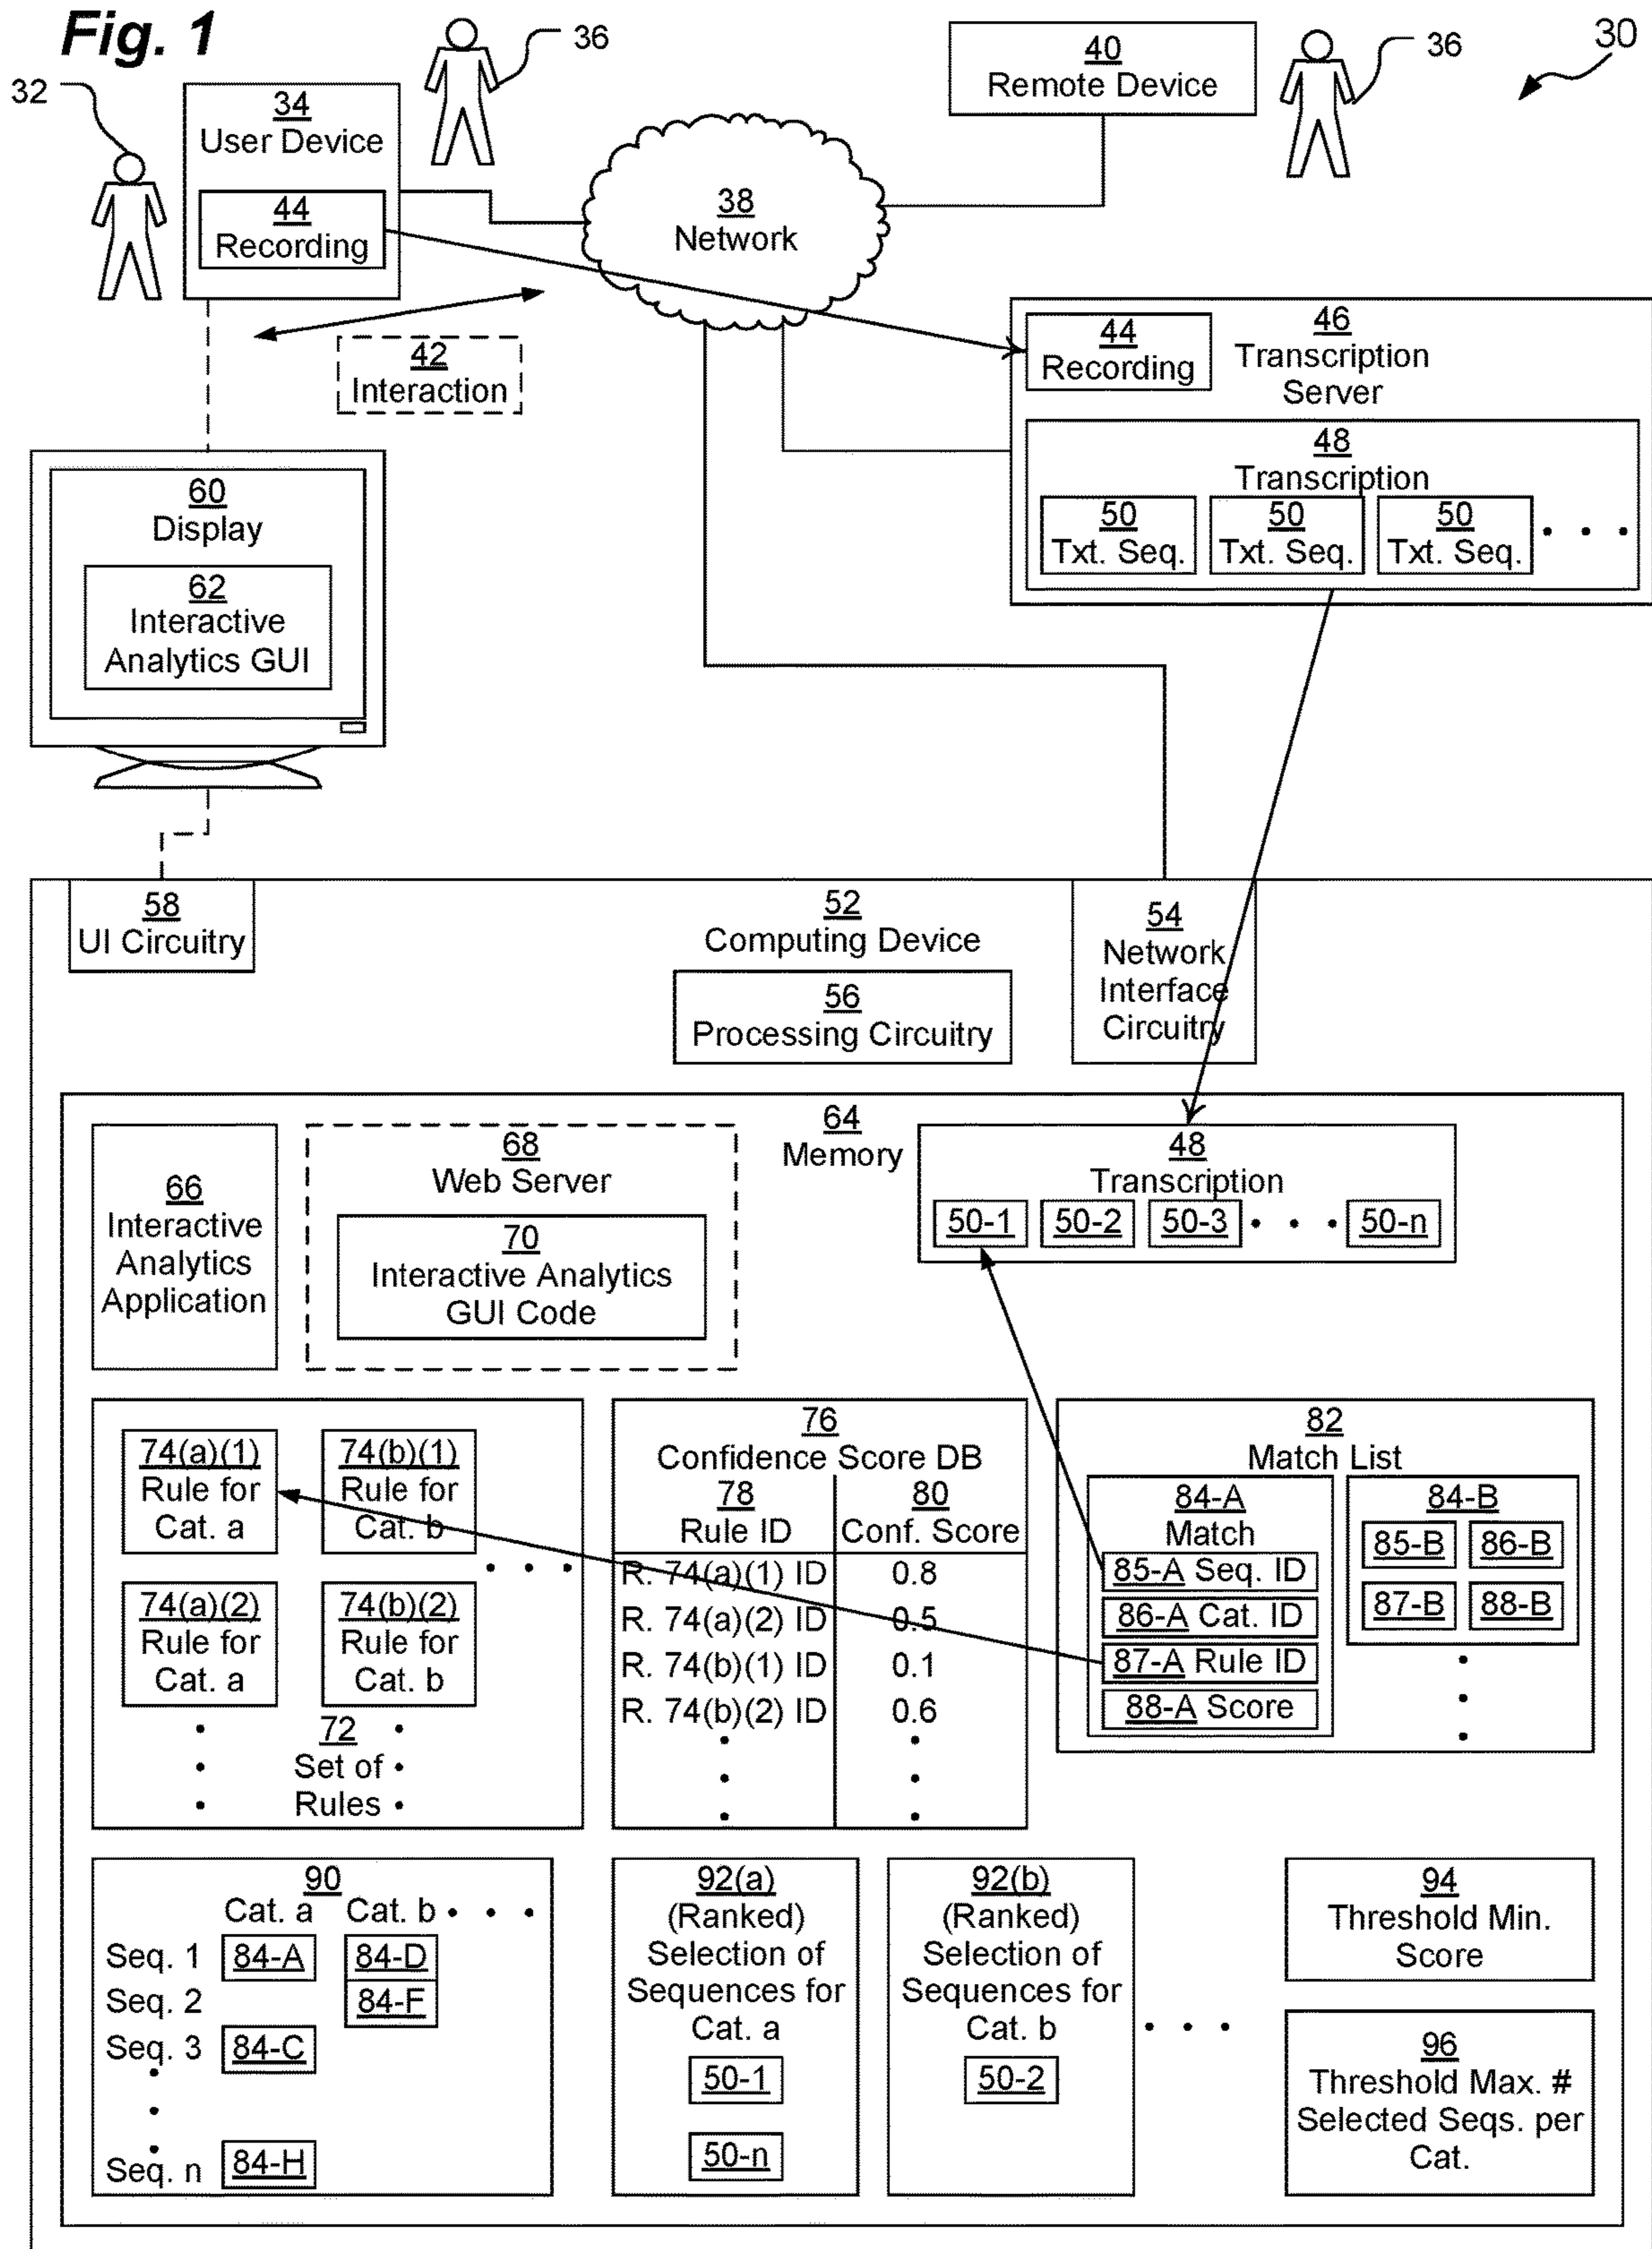 Fig. 1
32
36
36
30
34
User Device
44
Recording
40
Remote Device
38
Network
42
Interaction
46
Transcription
Server
44
Recording
48
Transcription
50
Txt. Seq.
50
Txt. Seq.
50
Txt. Seq.
60
Display
62
Interactive
Analytics GUI
58
UI Circuitry
52
Computing Device
56
Processing Circuitry
54
Network
Interface
Circuitry
64
Memory
66
Interactive
Analytics
Application
68
Web Server
70
Interactive Analytics
GUI Code
48
Transcription
50-1 50-2 50-3 50-n
74(a)(1)
Rule for
Cat. a
74(b)(1)
Rule for
Cat. b
74(a)(2)
Rule for
Cat. a
74(b)(2)
Rule for
Cat. b
72
Set of
Rules
76
Confidence Score DB
78
Rule ID
80
Conf. Score
R. 74(a)(1) ID 0.8
R. 74(a)(2) ID 0.5
R. 74(b)(1) ID 0.1
R. 74(b)(2) ID 0.6
82
Match List
84-A
Match
85-A Seq. ID
86-A Cat. ID
87-A Rule ID
88-A Score
84-B
85-B 86-B
87-B 88-B
90
Cat. a Cat. b
Seq. 1 84-A 84-D
Seq. 2 84-F
Seq. 3 84-C
Seq. n 84-H
92(a)
(Ranked)
Selection of
Sequences for
Cat. a
50-1
50-n
92(b)
(Ranked)
Selection of
Sequences for
Cat. b
50-2
94
Threshold Min.
Score
96
Threshold Max. #
Selected Seqs. per
Cat.